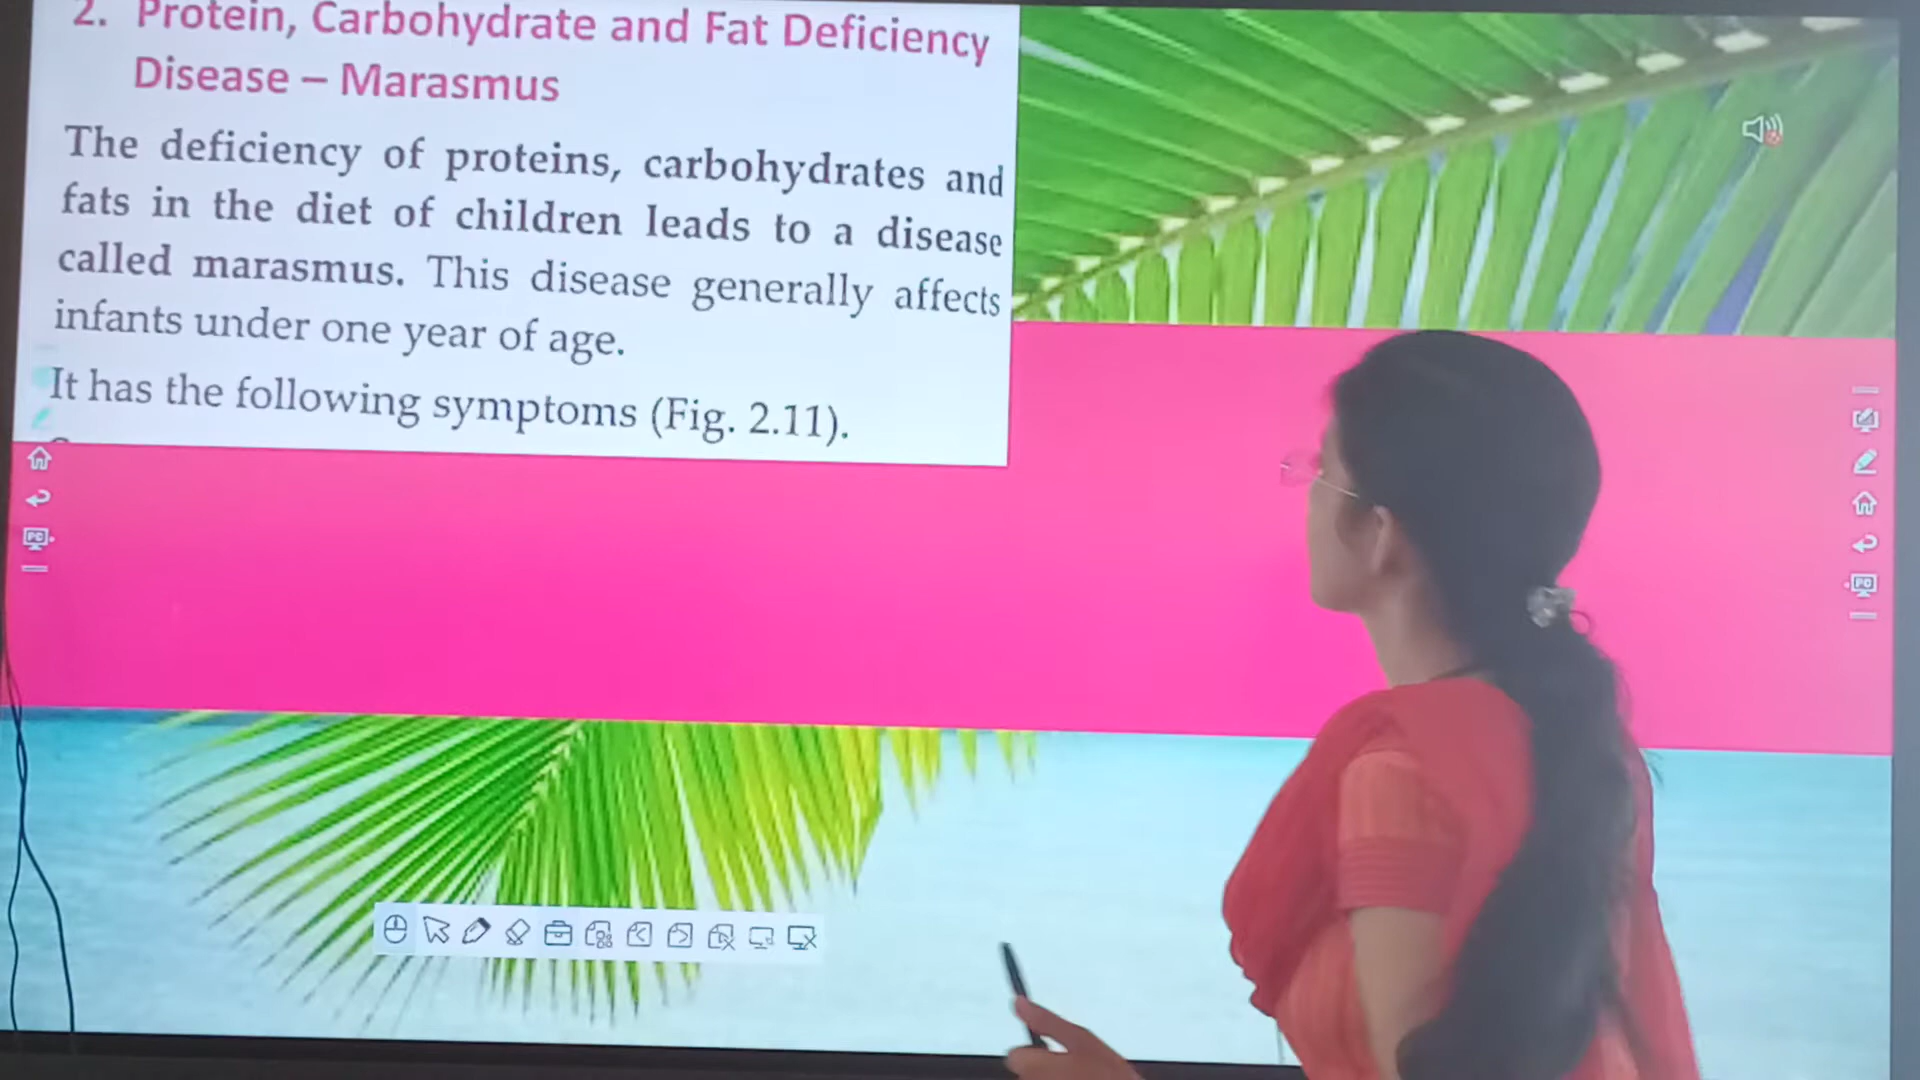 2. Protein, Carbohydrate and Fat Deficiency
Disease – Marasmus
The deficiency of proteins, carbohydrates and
fats in the diet of children leads to a disease
called marasmus. This disease generally affects
infants under one year of age.
It has the following symptoms (Fig. 2.11).
PC
PC